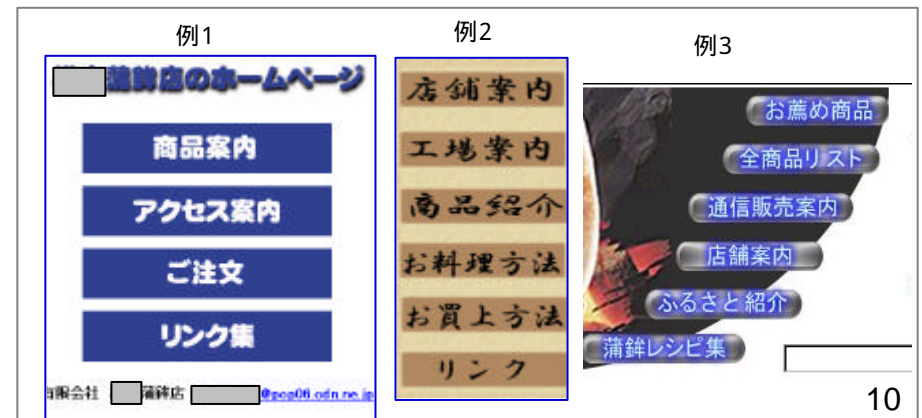 例1
蒲鉾店のホームページ
商品案内
アクセス案内
ご注文
リンク集
有限会社 蒲鉾店 @pop06.odn.ne.jp
例2
店舗案内
工場案内
商品紹介
お料理方法
お買上方法
リンク
例3
お薦め商品
全商品リスト
通信販売案内
店舗案内
ふるさと紹介
蒲鉾レシピ集
10